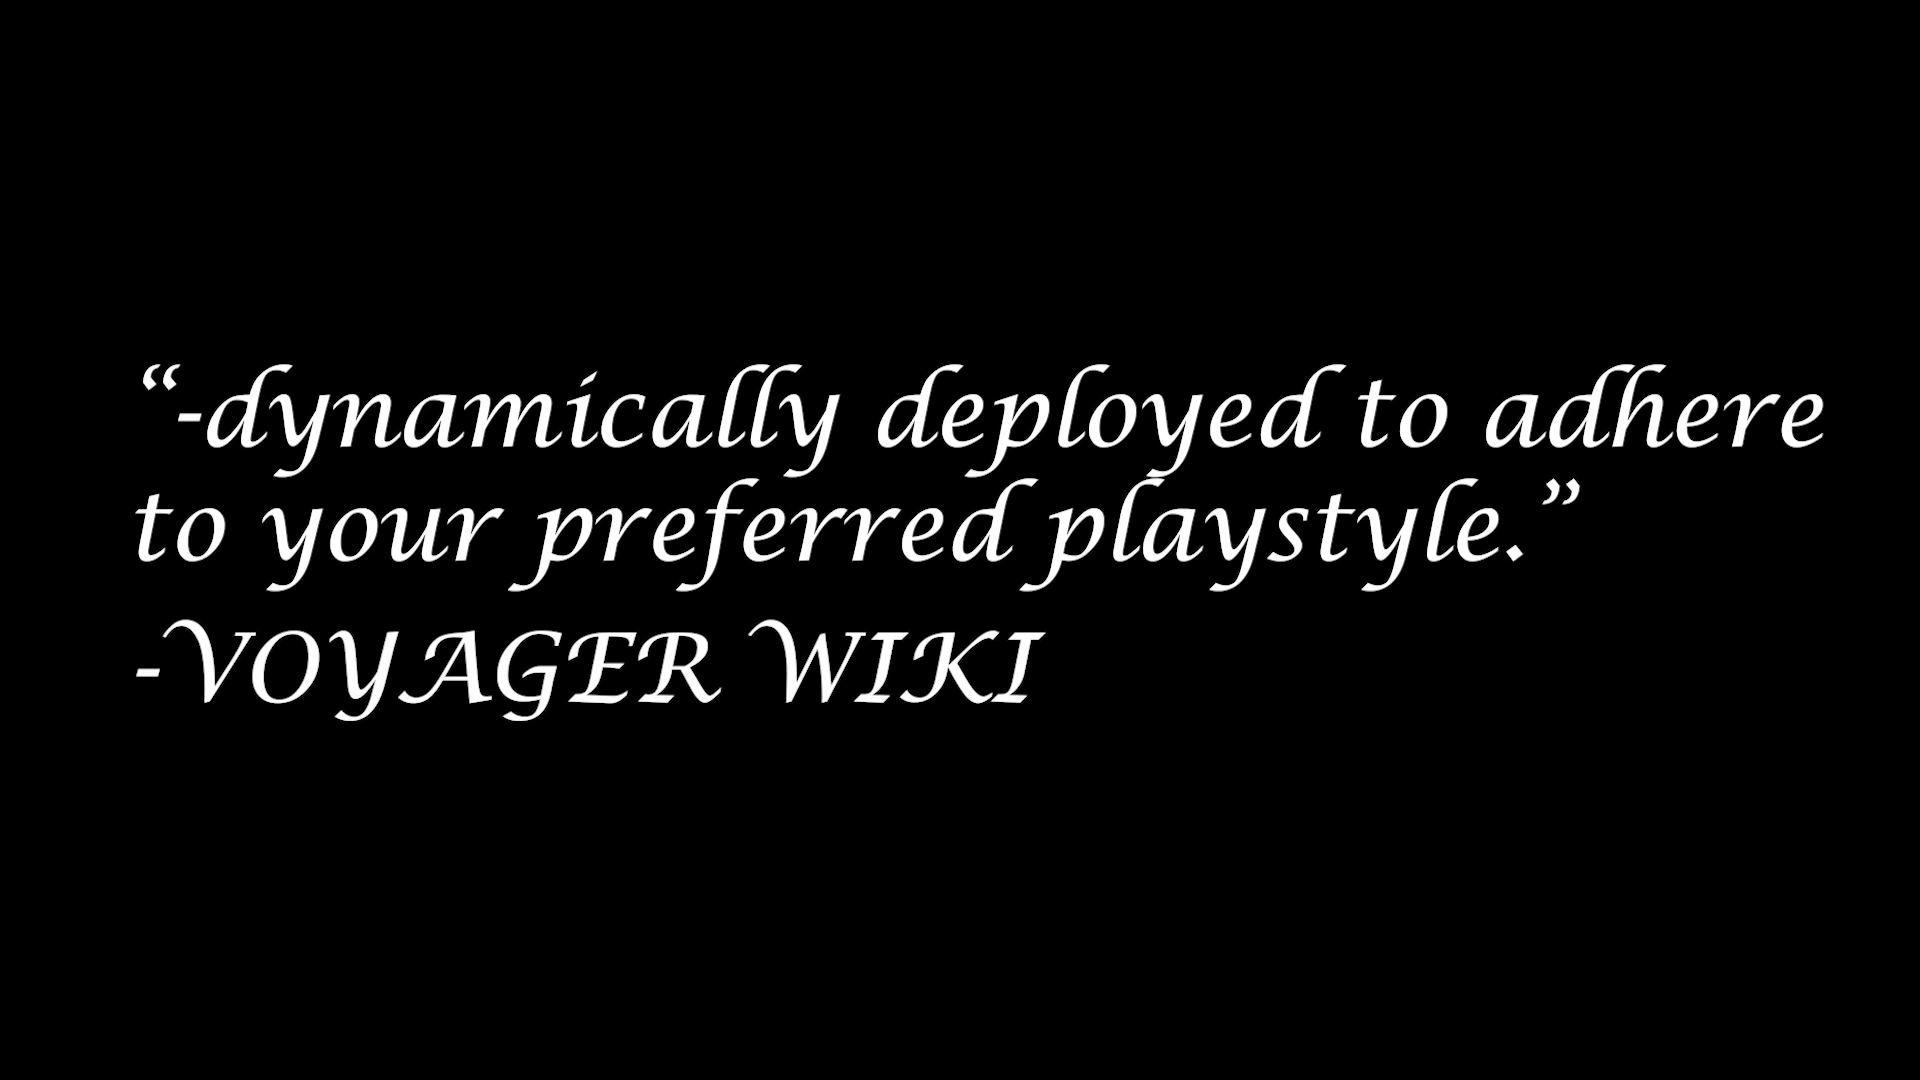 “-dynamically deployed to adhere
to your preferred playstyle.”
-VOYAGER WIKI